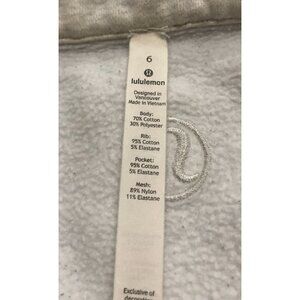 6
lululemon
Designed in
Vancouver
Made in Vietnam
Body:
70% Cotton
30% Polyester
Rib:
95% Cotton
5% Elastane
Pocket:
95% Cotton
5% Elastane
Mesh:
89% Nylon
11% Elastane
Exclusive of
decoration